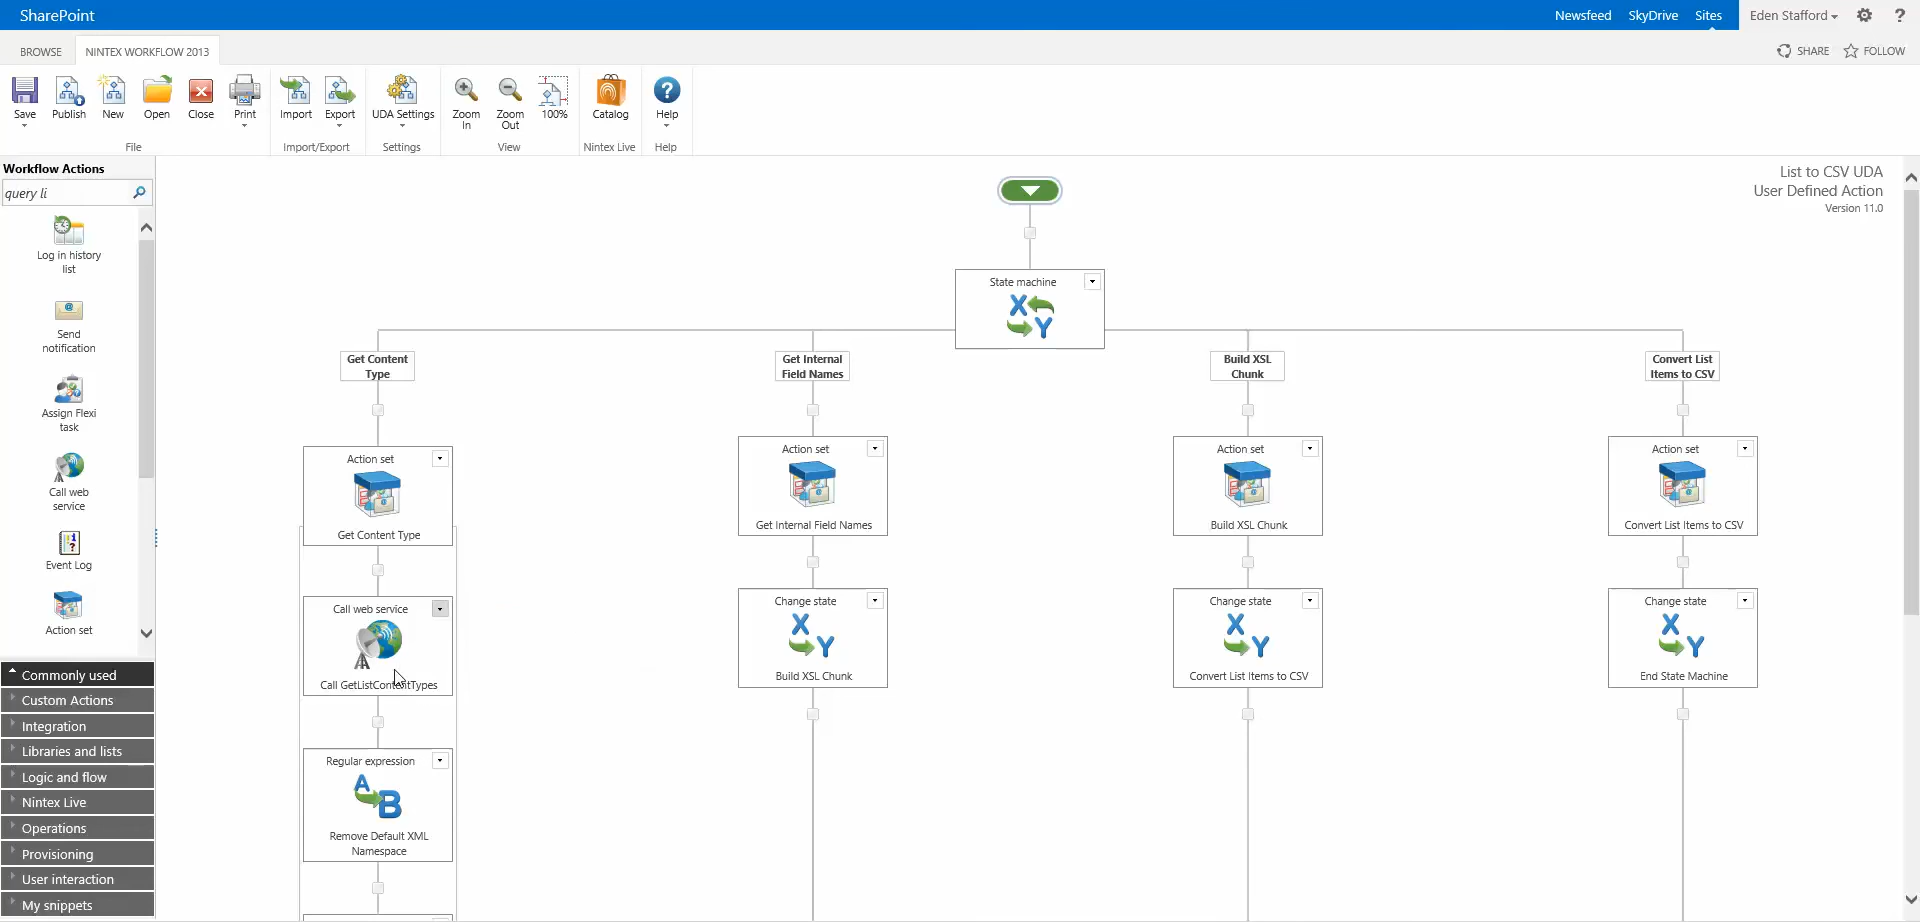 SharePoint
Newsfeed SkyDrive Sites Eden Stafford
BROWSE NINTEX WORKFLOW 2013
SHARE FOLLOW
Save Publish New Open Close Print
Import Export
UDA Settings
Zoom In
Zoom Out
100%
Catalog
Help
File
Import/Export
Settings
View
Nintex Live
Help
Workflow Actions
query li
Log in history
list
Send
notification
Assign Flexi
task
Call web
service
Event Log
Action set
Commonly used
Custom Actions
Integration
Libraries and lists
Logic and flow
Nintex Live
Operations
Provisioning
User interaction
My snippets
List to CSV UDA
User Defined Action
Version 11.0
State machine
Get Content
Type
Action set
Get Content Type
Call web service
Call GetListContentTypes
Regular expression
Remove Default XML
Namespace
Get Internal
Field Names
Action set
Get Internal Field Names
Change state
Build XSL Chunk
Build XSL
Chunk
Action set
Build XSL Chunk
Change state
Convert List Items to CSV
Convert List
Items to CSV
Action set
Convert List Items to CSV
Change state
End State Machine